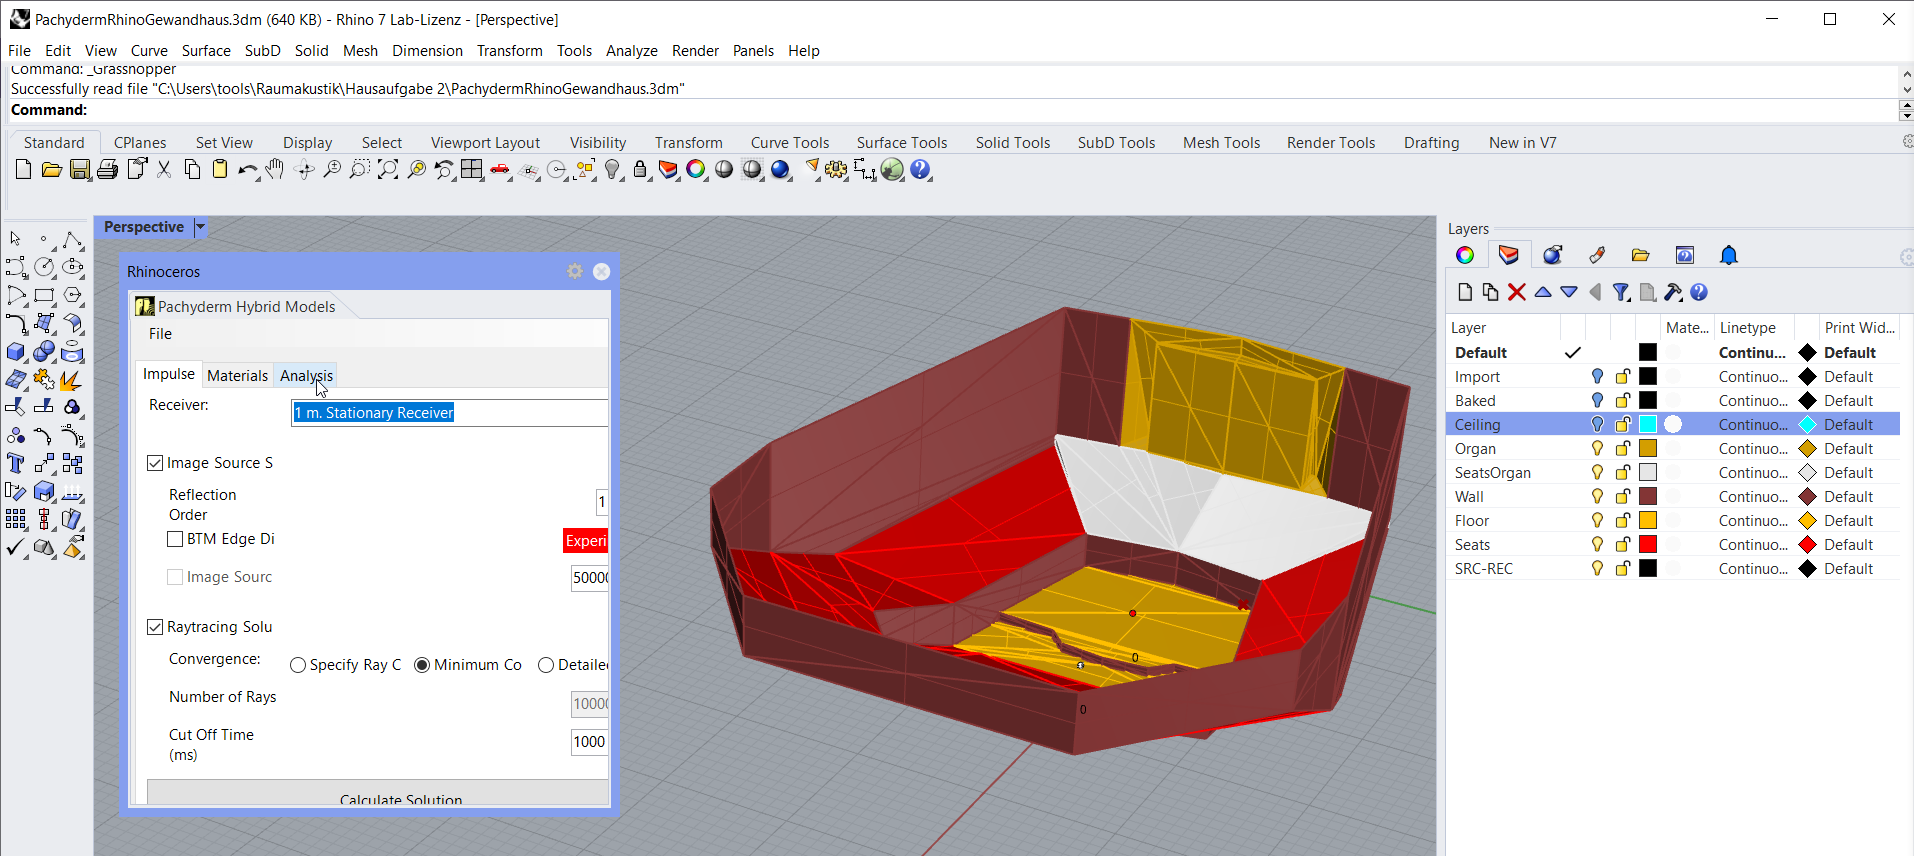 PachydermRhinoGewandhaus.3dm (640 KB) - Rhino 7 Lab-Lizenz - [Perspective]
File Edit View Curve Surface SubD Solid Mesh Dimension Transform Tools Analyze Render Panels Help
Command: _Grasshopper
Successfully read file "C:\Users\tools\Raumakustik\Hausaufgabe 2\PachydermRhinoGewandhaus.3dm"
Command:
Standard CPlanes Set View Display Select Viewport Layout Visibility Transform Curve Tools Surface Tools Solid Tools SubD Tools Mesh Tools Render Tools Drafting New in V7
Perspective
Rhinoceros
Pachyderm Hybrid Models
File
Impulse Materials Analysis
Receiver: 1 m. Stationary Receiver
Image Source S
Reflection Order 1
BTM Edge Di Experi
Image Sourc 5000
Raytracing Solu
Convergence: Specify Ray C Minimum Co Detailed
Number of Rays 1000
Cut Off Time (ms) 1000
Calculate Solution
0
0
Layers
Layer Mate... Linetype Print Wid...
Default Continu... Default
Import Continuo... Default
Baked Continuo... Default
Ceiling Continuo... Default
Organ Continuo... Default
SeatsOrgan Continuo... Default
Wall Continuo... Default
Floor Continuo... Default
Seats Continuo... Default
SRC-REC Continuo... Default